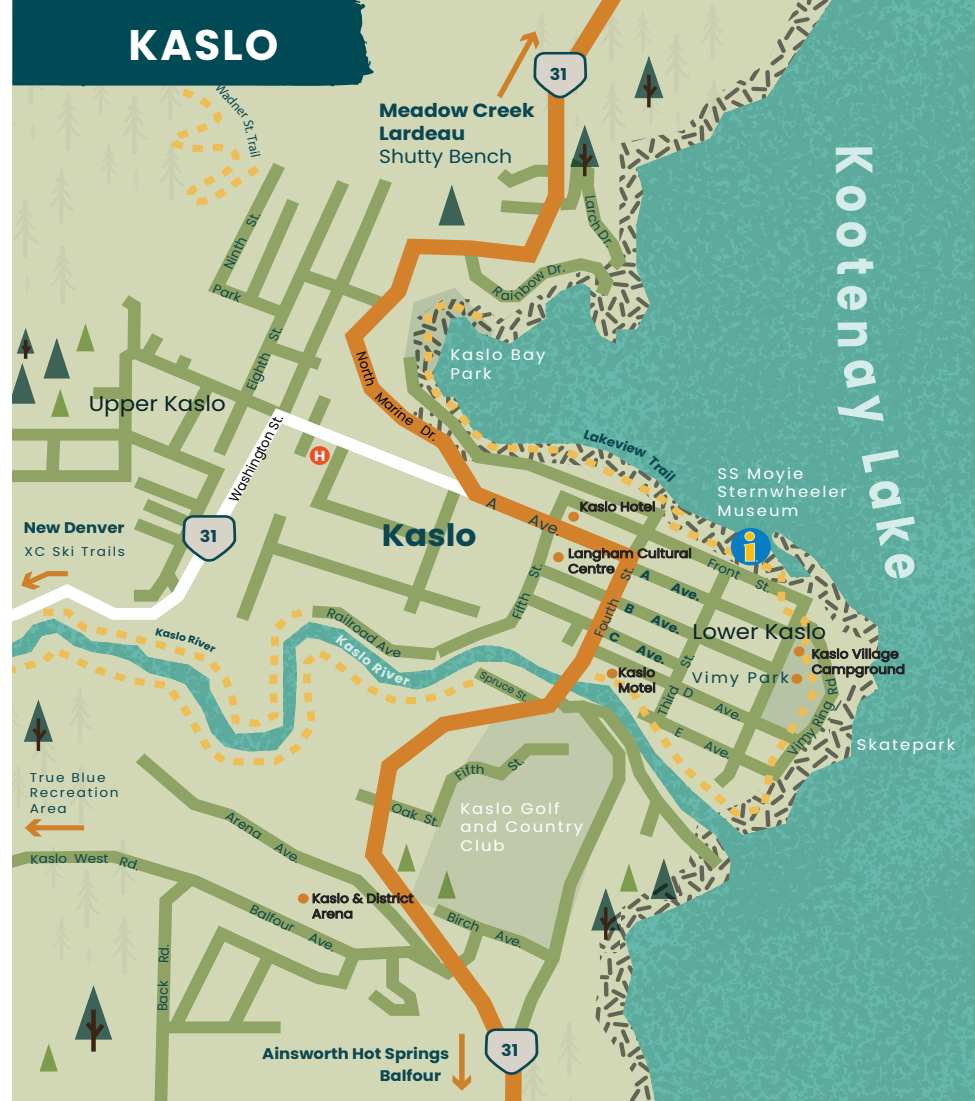 KASLO
31
Wadner St. Trail
Meadow Creek
Lardeau
Shutty Bench
Kootenay Lake
Larch Dr.
Ninth St.
Park
Rainbow Dr.
Eighth St.
North Marine Dr.
Kaslo Bay
Park
Upper Kaslo
Washington St.
H
Lakeview Trail
SS Moyie
Sternwheeler
Museum
A Ave.
Kaslo Hotel
New Denver
XC Ski Trails
31
Kaslo
i
Langham Cultural
Centre
Front St.
Fifth St.
Fourth St.
A Ave.
B Ave.
C Ave.
Lower Kaslo
Kaslo River
Railroad Ave
Kaslo River
Kaslo Village
Campground
Kaslo
Motel
Vimy Park
Spruce St.
Third St.
D Ave.
E Ave.
Vimy Ring Rd
Skatepark
True Blue
Recreation
Area
Fifth St.
Oak St.
Kaslo Golf
and Country
Club
Arena Ave.
Kaslo West Rd.
Kaslo & District
Arena
Balfour Ave.
Birch Ave.
Back Rd.
Ainsworth Hot Springs
Balfour
31